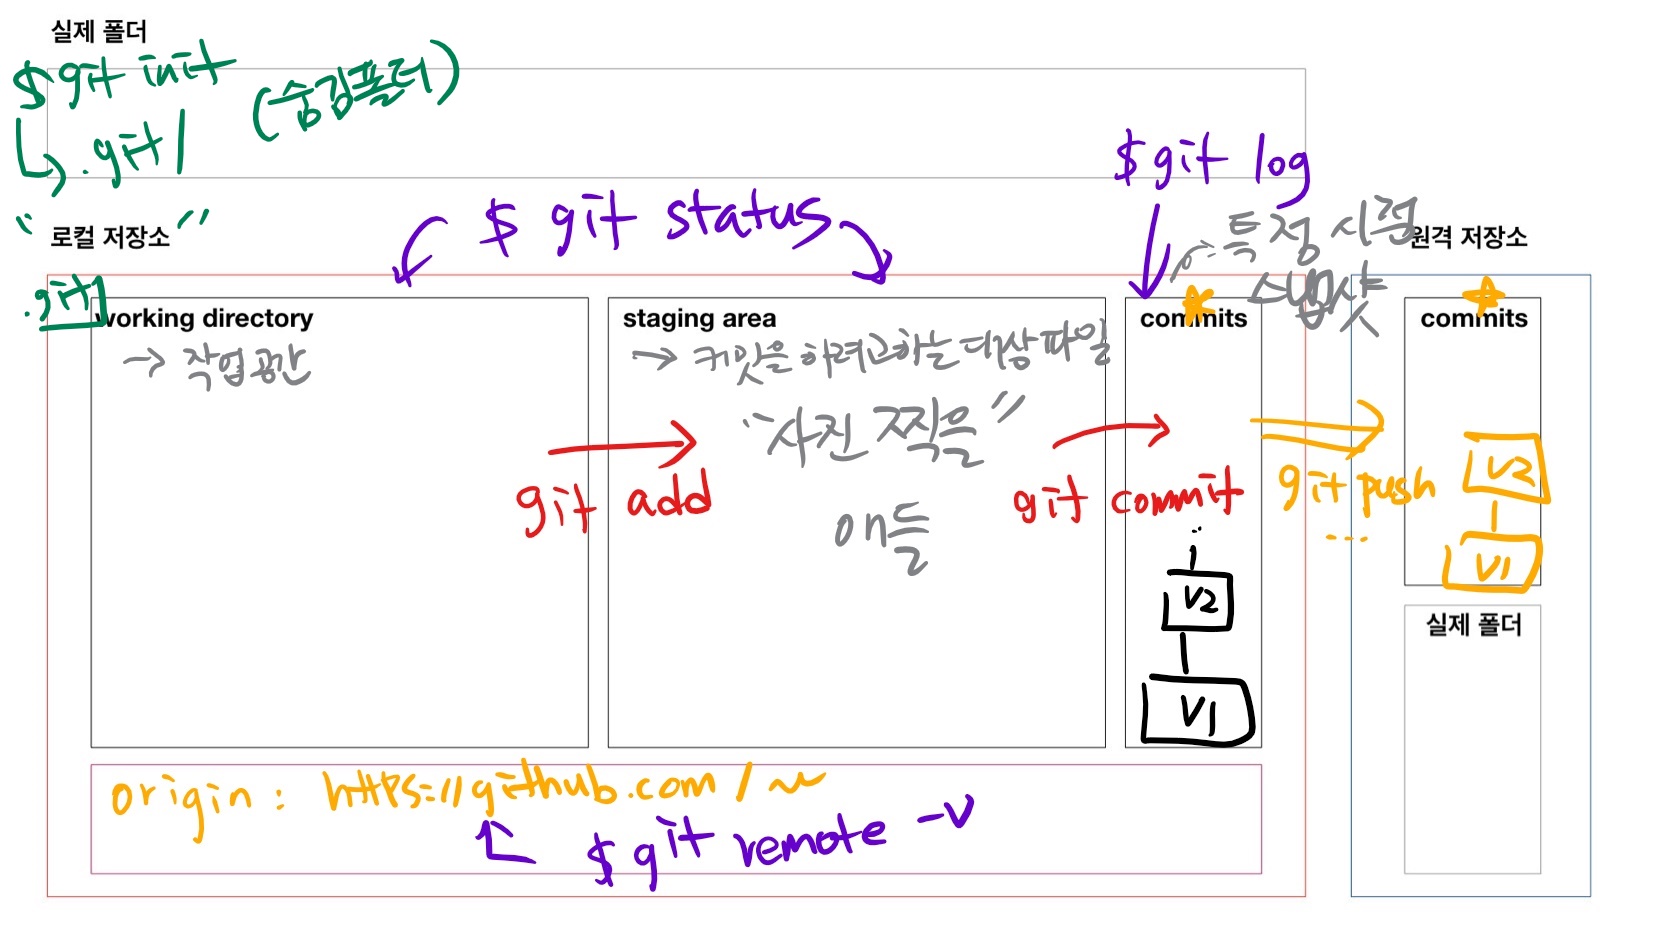 실제 폴더
$ git init
(숨김폴더)
↳ .git/
$ git log
$ git status
"로컬 저장소"
특정 시점
스냅샷
원격 저장소
.git/
working directory
→ 작업공간
staging area
→ 커밋을 하려고하는 대상파일
"사진 찍을"
애들
commits
commits
git add
git commit
git push
...
V2
V1
V2
V1
실제 폴더
origin : https://github.com/~
$ git remote -v